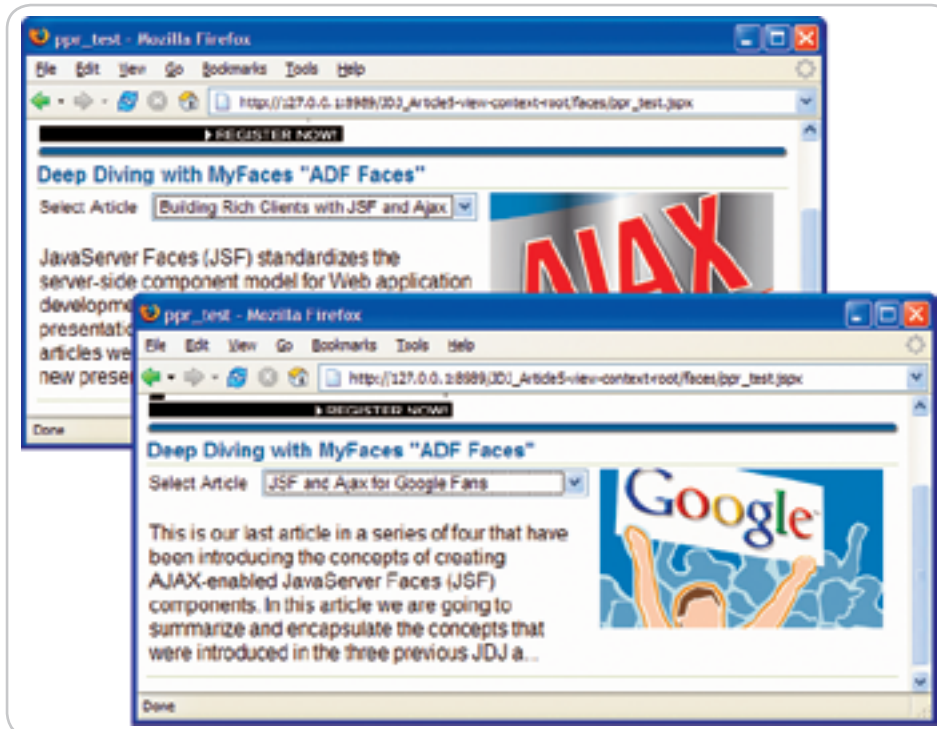 ppr_test - Mozilla Firefox
File Edit View Go Bookmarks Tools Help
http://127.0.0.1:8989/JDJ_Article5-view-context-root/faces/ppr_test.jspx
REGISTER NOW!
Deep Diving with MyFaces "ADF Faces"
Select Article Building Rich Clients with JSF and Ajax
JavaServer Faces (JSF) standardizes the
server-side component model for Web application
developme
presentatio
articles we
new preser
AJAX
Done
ppr_test - Mozilla Firefox
File Edit View Go Bookmarks Tools Help
http://127.0.0.1:8989/JDJ_Article5-view-context-root/faces/ppr_test.jspx
REGISTER NOW!
Deep Diving with MyFaces "ADF Faces"
Select Article JSF and Ajax for Google Fans
This is our last article in a series of four that have
been introducing the concepts of creating
AJAX-enabled JavaServer Faces (JSF)
components. In this article we are going to
summarize and encapsulate the concepts that
were introduced in the three previous JDJ a...
Google
Done